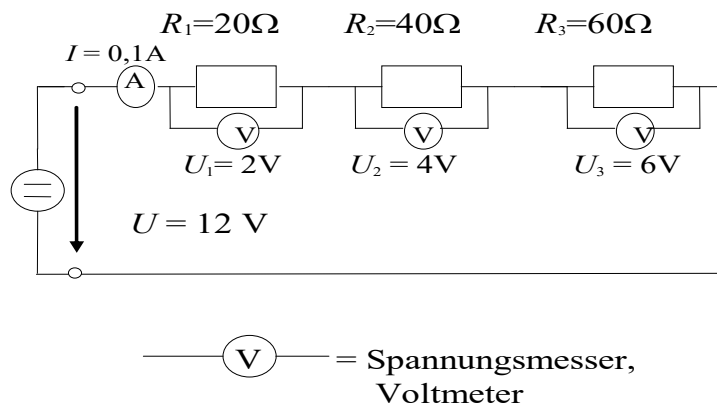 R₁=20Ω R₂=40Ω R₃=60Ω
I = 0,1A
A
V V V
U₁= 2V U₂ = 4V U₃ = 6V
U = 12 V
V = Spannungsmesser,
Voltmeter